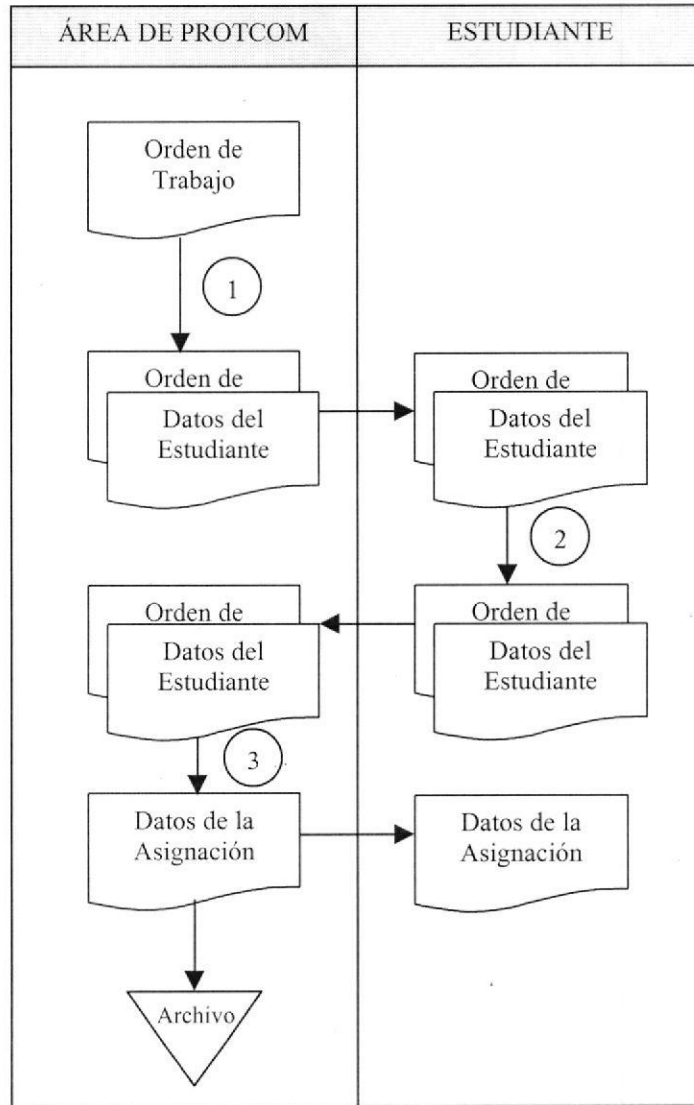 ÁREA DE PROTCOM
ESTUDIANTE
Orden de
Trabajo
1
Orden de
Datos del
Estudiante
Orden de
Datos del
Estudiante
2
Orden de
Datos del
Estudiante
Orden de
Datos del
Estudiante
3
Datos de la
Asignación
Datos de la
Asignación
Archivo